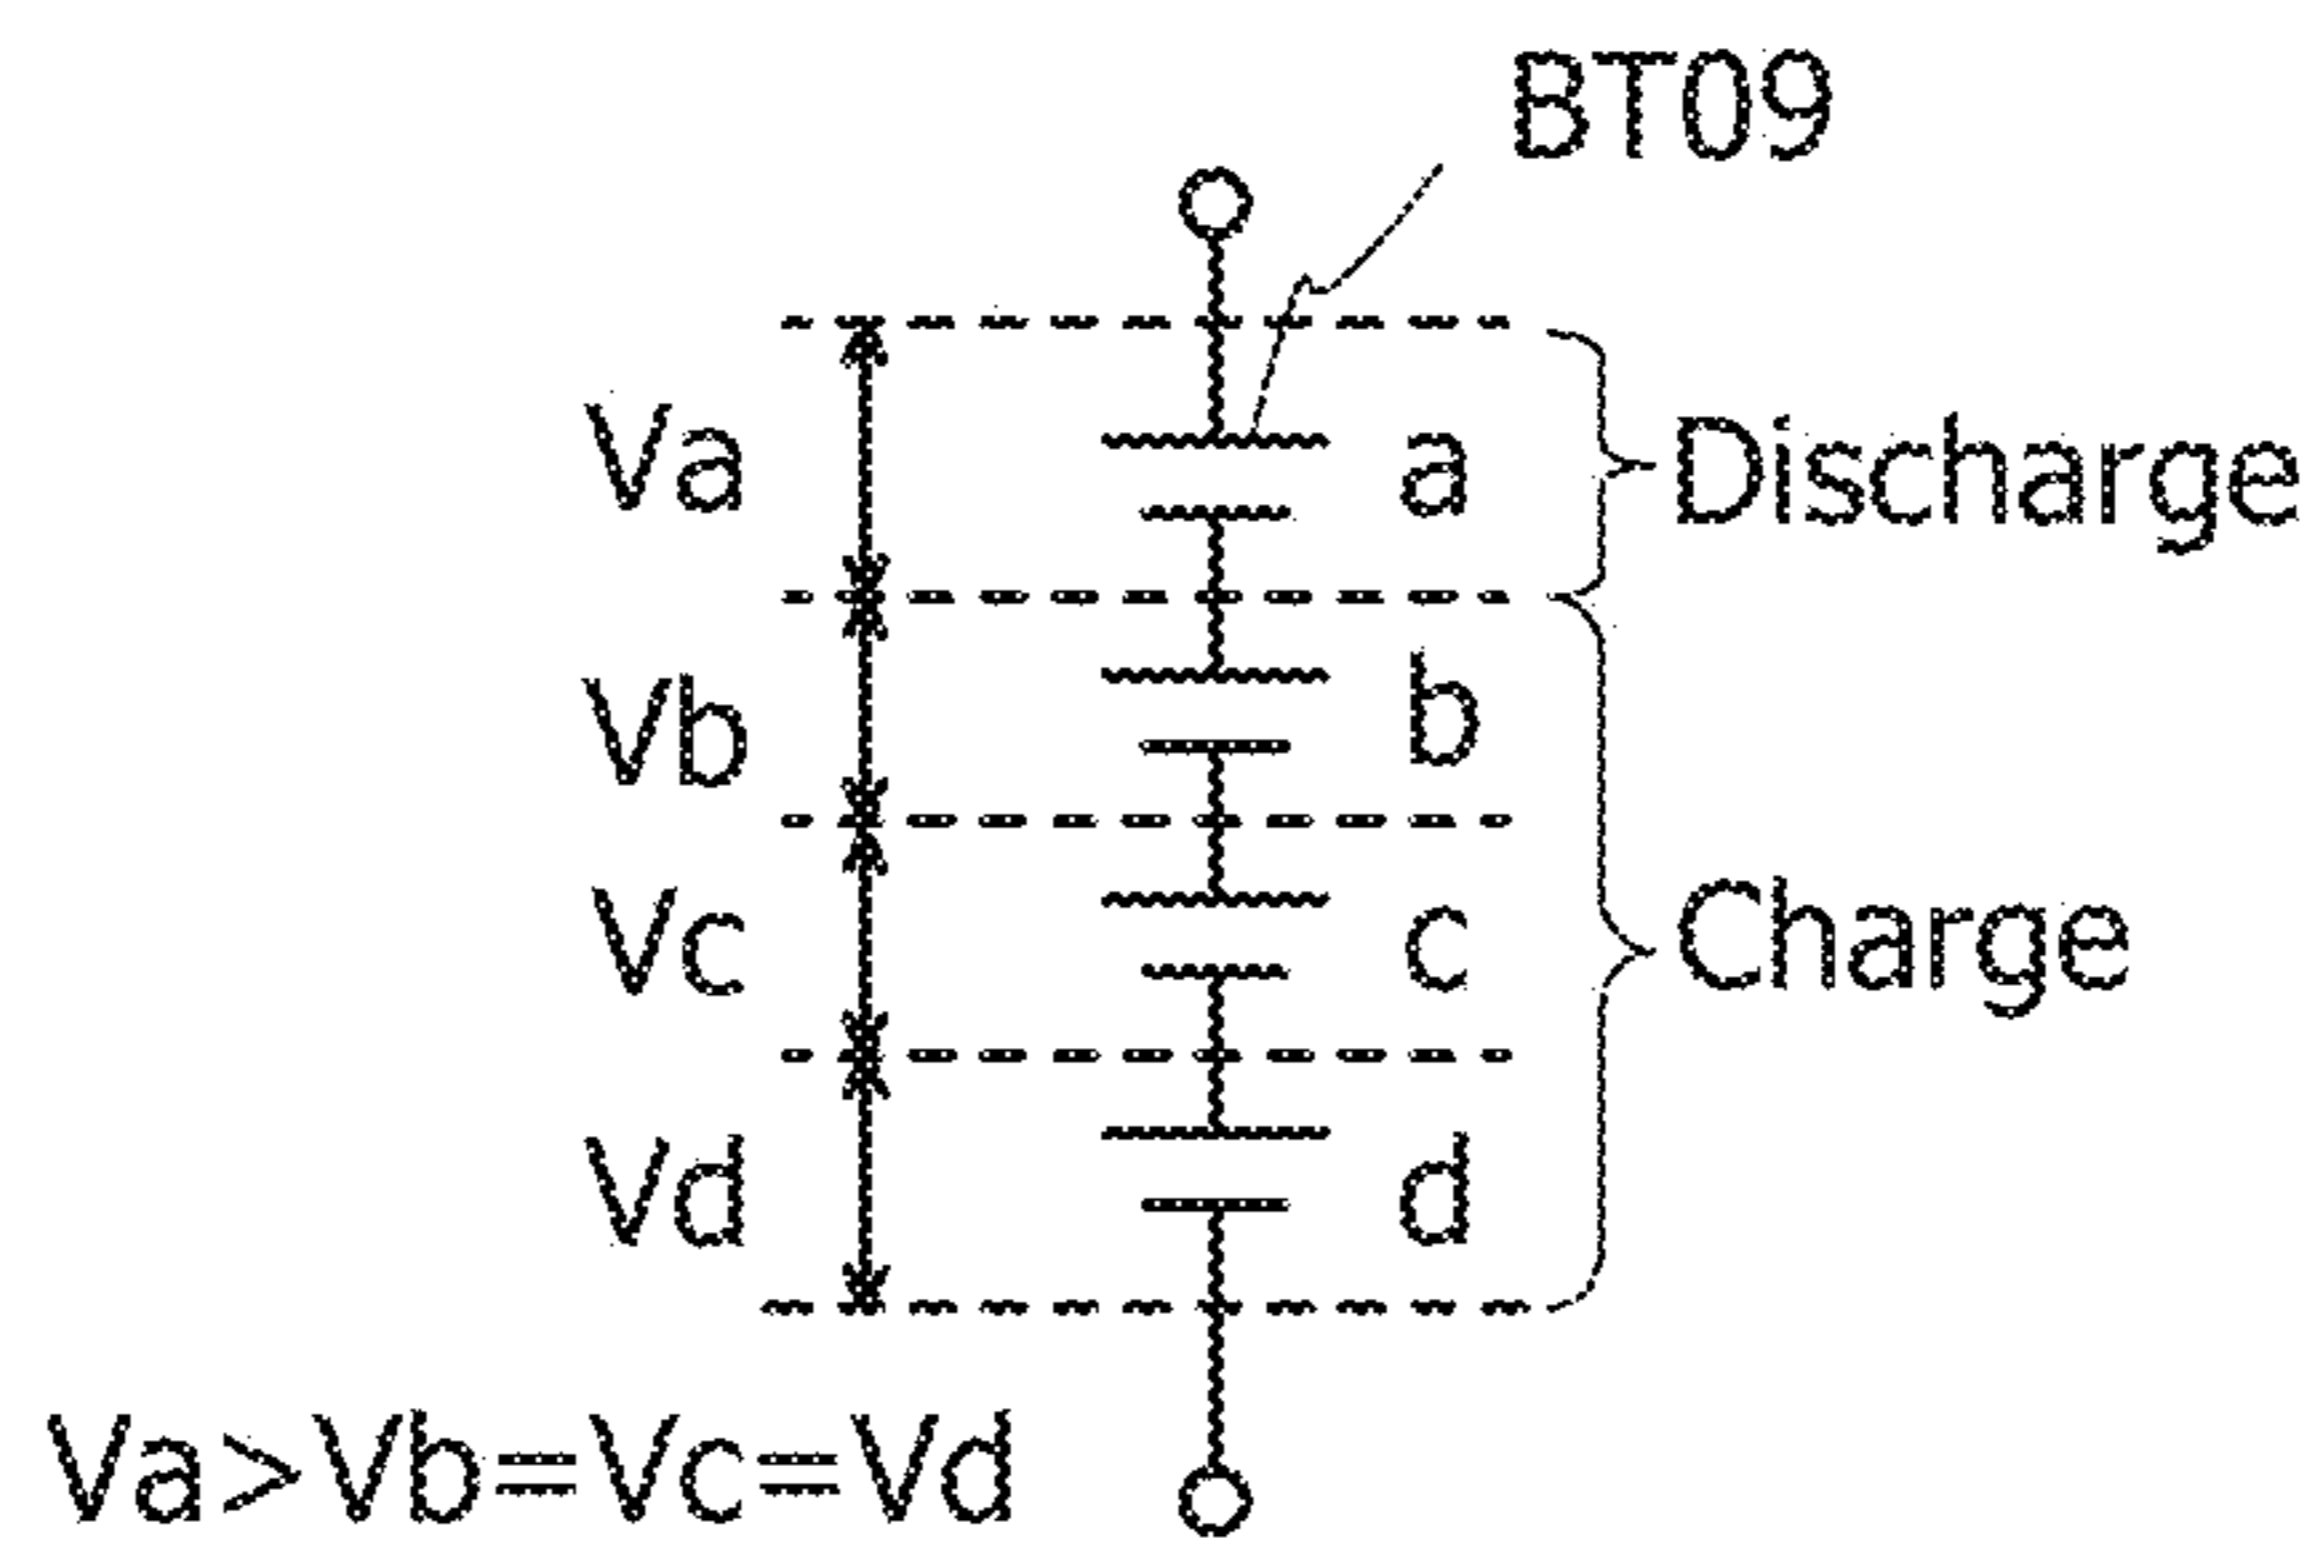 BT09
Va
a
Discharge
Vb
b
Vc
c
Charge
Vd
d
Va>Vb=Vc=Vd